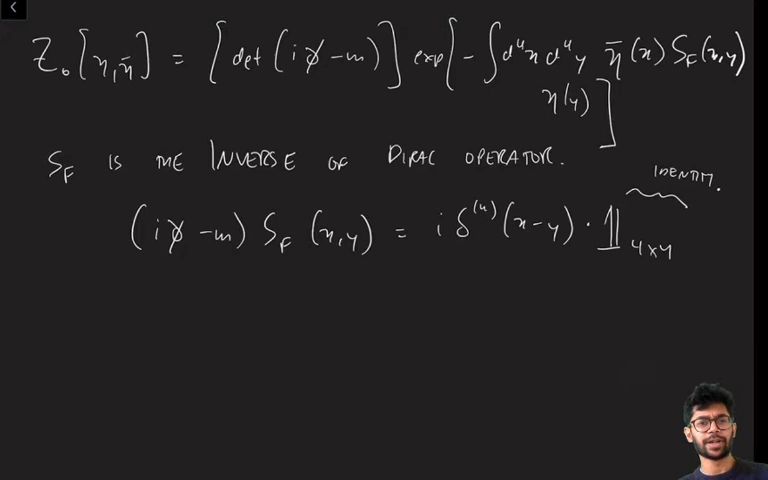 Z₀[η,η̄] = [det(i∂̸-m)] exp[-∫d⁴x d⁴y η̄(x) S_F(x,y)
η(y)]
S_F IS THE INVERSE OF DIRAC OPERATOR.
IDENTITY.
(i∂̸-m) S_F (x,y) = i δ⁽⁴⁾(x-y) · 𝟙₄ₓ₄